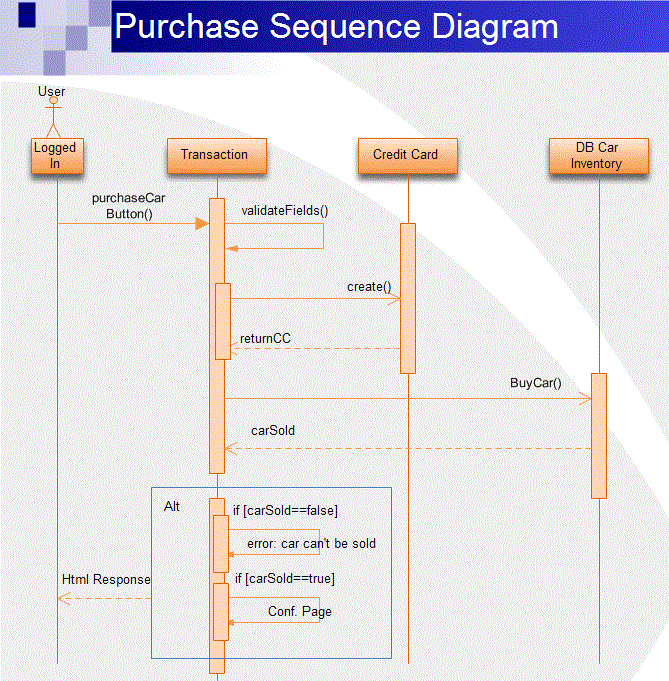 Purchase Sequence Diagram
User
Logged
In
Transaction
Credit Card
DB Car
Inventory
purchaseCar
Button()
validateFields()
create()
returnCC
BuyCar()
carSold
Alt
if [carSold==false]
error: car can't be sold
Html Response
if [carSold==true]
Conf. Page